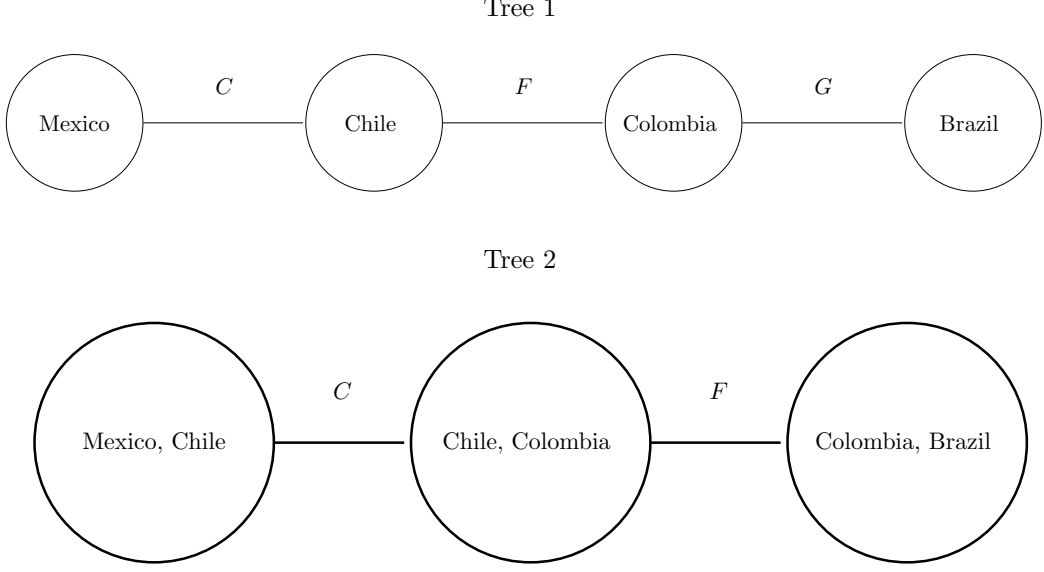 Tree 1
C F G
Mexico Chile Colombia Brazil
Tree 2
C F
Mexico, Chile Chile, Colombia Colombia, Brazil